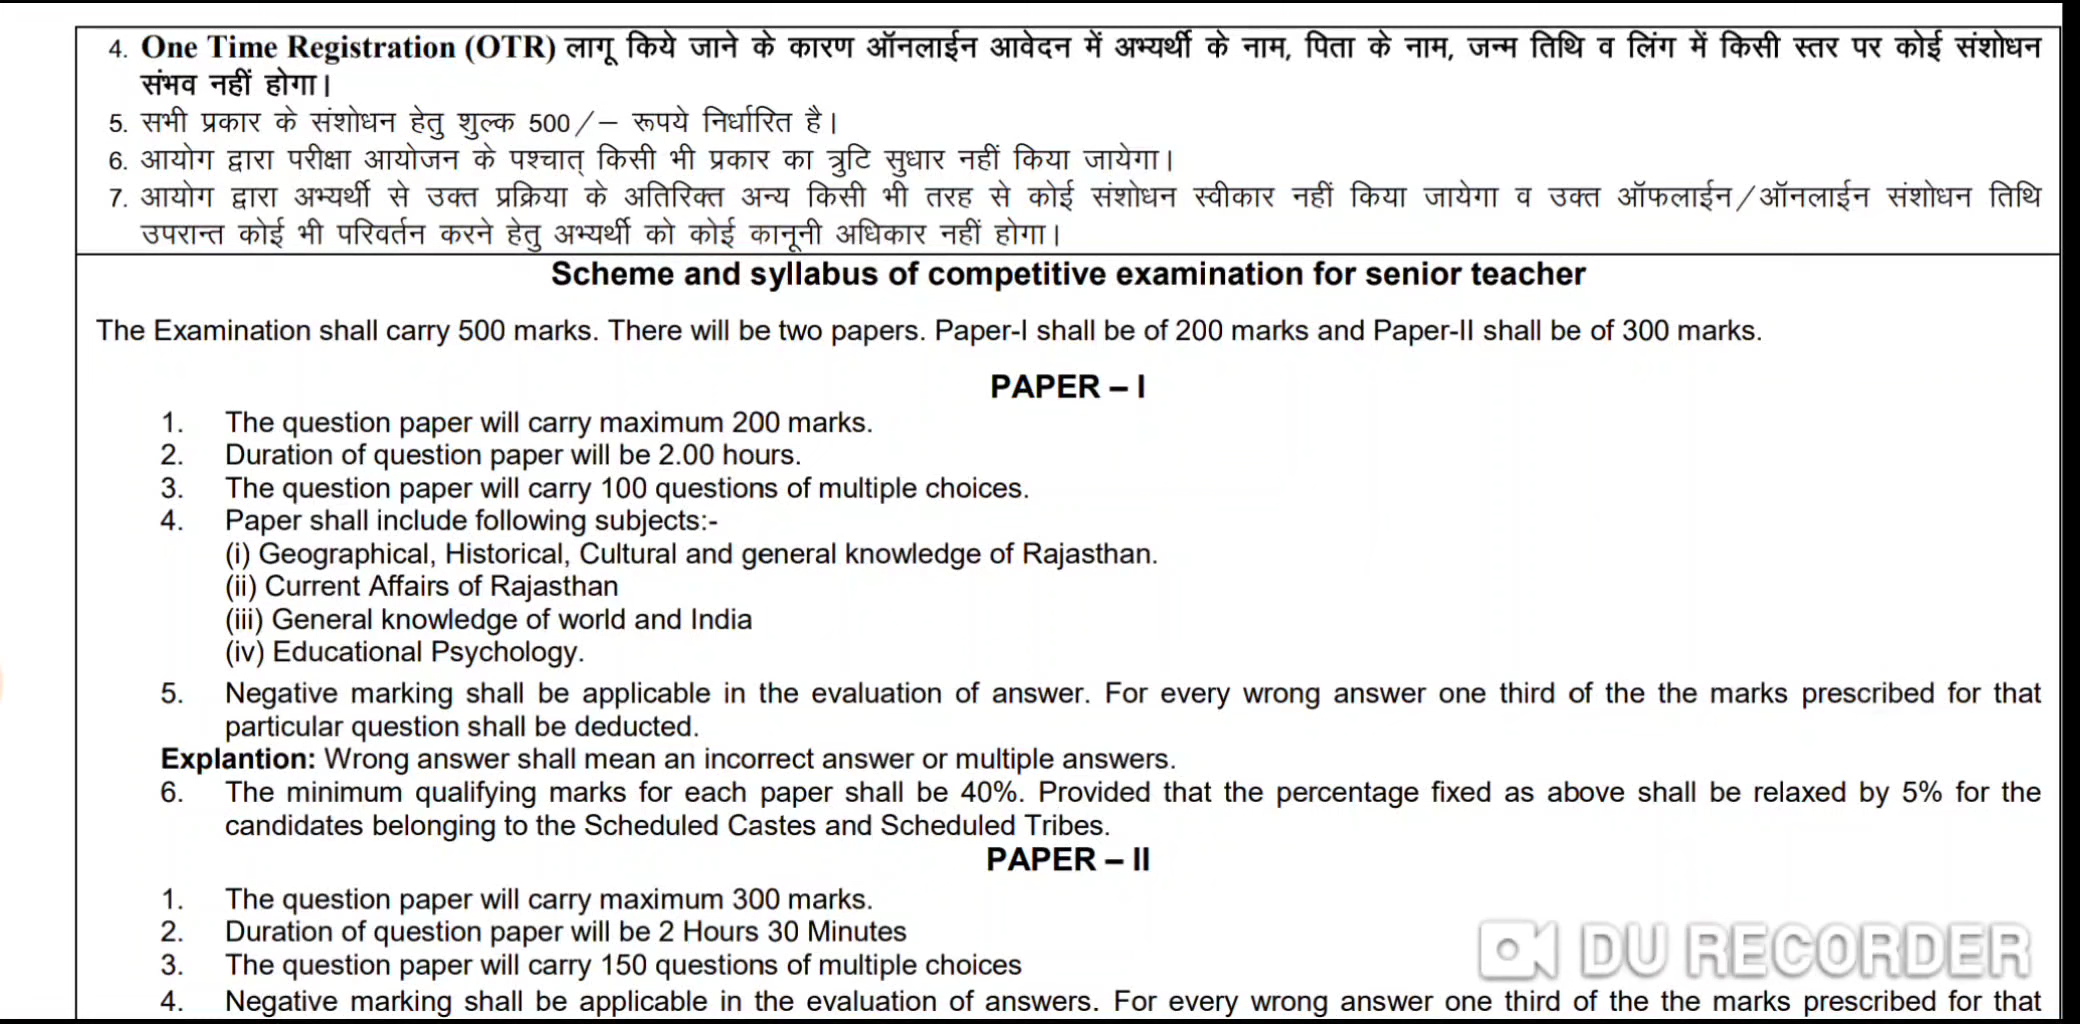 4. One Time Registration (OTR) लागू किये जाने के कारण ऑनलाईन आवेदन में अभ्यर्थी के नाम, पिता के नाम, जन्म तिथि व लिंग में किसी स्तर पर कोई संशोधन
संभव नहीं होगा।
5. सभी प्रकार के संशोधन हेतु शुल्क 500/– रूपये निर्धारित है।
6. आयोग द्वारा परीक्षा आयोजन के पश्चात् किसी भी प्रकार का त्रुटि सुधार नहीं किया जायेगा।
7. आयोग द्वारा अभ्यर्थी से उक्त प्रक्रिया के अतिरिक्त अन्य किसी भी तरह से कोई संशोधन स्वीकार नहीं किया जायेगा व उक्त ऑफलाईन/ऑनलाईन संशोधन तिथि
उपरान्त कोई भी परिवर्तन करने हेतु अभ्यर्थी को कोई कानूनी अधिकार नहीं होगा।
Scheme and syllabus of competitive examination for senior teacher
The Examination shall carry 500 marks. There will be two papers. Paper-I shall be of 200 marks and Paper-II shall be of 300 marks.
PAPER – I
1. The question paper will carry maximum 200 marks.
2. Duration of question paper will be 2.00 hours.
3. The question paper will carry 100 questions of multiple choices.
4. Paper shall include following subjects:-
(i) Geographical, Historical, Cultural and general knowledge of Rajasthan.
(ii) Current Affairs of Rajasthan
(iii) General knowledge of world and India
(iv) Educational Psychology.
5. Negative marking shall be applicable in the evaluation of answer. For every wrong answer one third of the the marks prescribed for that
particular question shall be deducted.
Explantion: Wrong answer shall mean an incorrect answer or multiple answers.
6. The minimum qualifying marks for each paper shall be 40%. Provided that the percentage fixed as above shall be relaxed by 5% for the
candidates belonging to the Scheduled Castes and Scheduled Tribes.
PAPER – II
1. The question paper will carry maximum 300 marks.
2. Duration of question paper will be 2 Hours 30 Minutes
3. The question paper will carry 150 questions of multiple choices
DU RECORDER
4. Negative marking shall be applicable in the evaluation of answers. For every wrong answer one third of the the marks prescribed for that